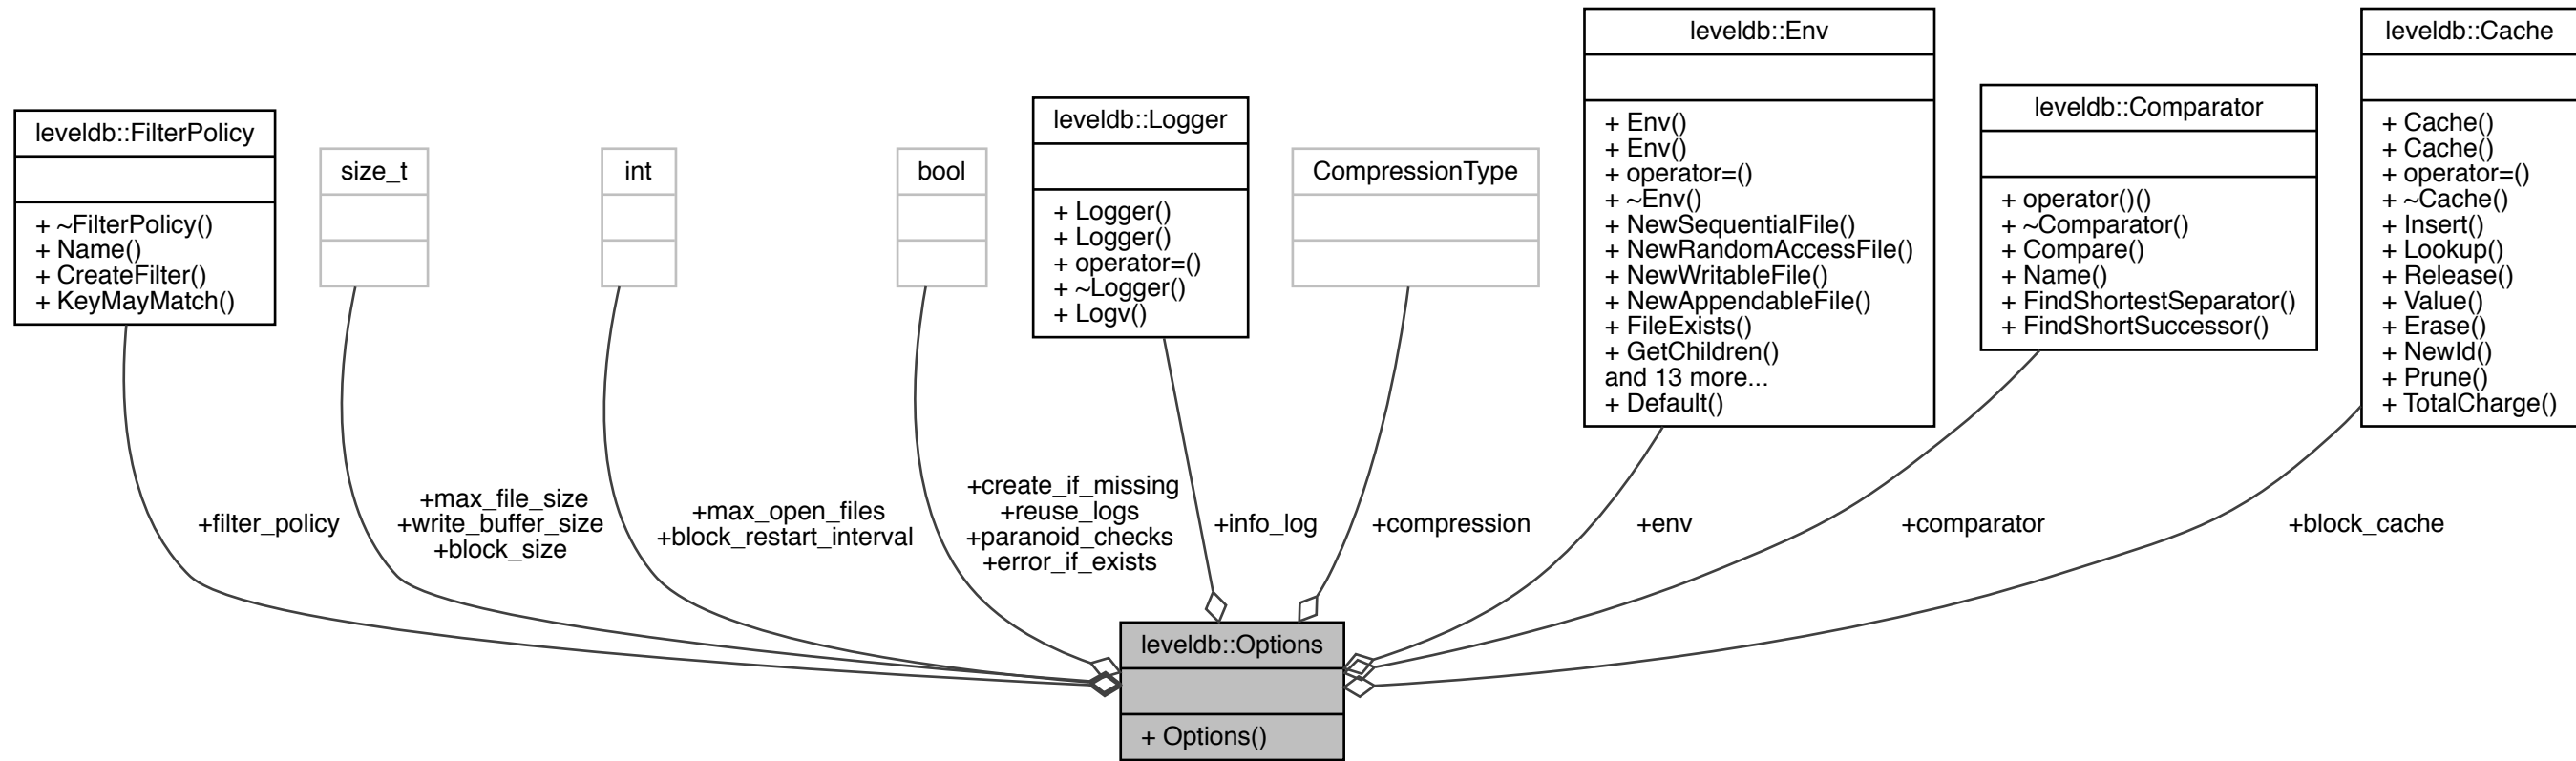 leveldb::FilterPolicy
+ ~FilterPolicy()
+ Name()
+ CreateFilter()
+ KeyMayMatch()
size_t
int
bool
leveldb::Logger
+ Logger()
+ Logger()
+ operator=()
+ ~Logger()
+ Logv()
CompressionType
leveldb::Env
+ Env()
+ Env()
+ operator=()
+ ~Env()
+ NewSequentialFile()
+ NewRandomAccessFile()
+ NewWritableFile()
+ NewAppendableFile()
+ FileExists()
+ GetChildren()
and 13 more...
+ Default()
leveldb::Comparator
+ operator()()
+ ~Comparator()
+ Compare()
+ Name()
+ FindShortestSeparator()
+ FindShortSuccessor()
leveldb::Cache
+ Cache()
+ Cache()
+ operator=()
+ ~Cache()
+ Insert()
+ Lookup()
+ Release()
+ Value()
+ Erase()
+ NewId()
+ Prune()
+ TotalCharge()
+filter_policy
+max_file_size
+write_buffer_size
+block_size
+max_open_files
+block_restart_interval
+create_if_missing
+reuse_logs
+paranoid_checks
+error_if_exists
+info_log
+compression
+env
+comparator
+block_cache
leveldb::Options
+ Options()